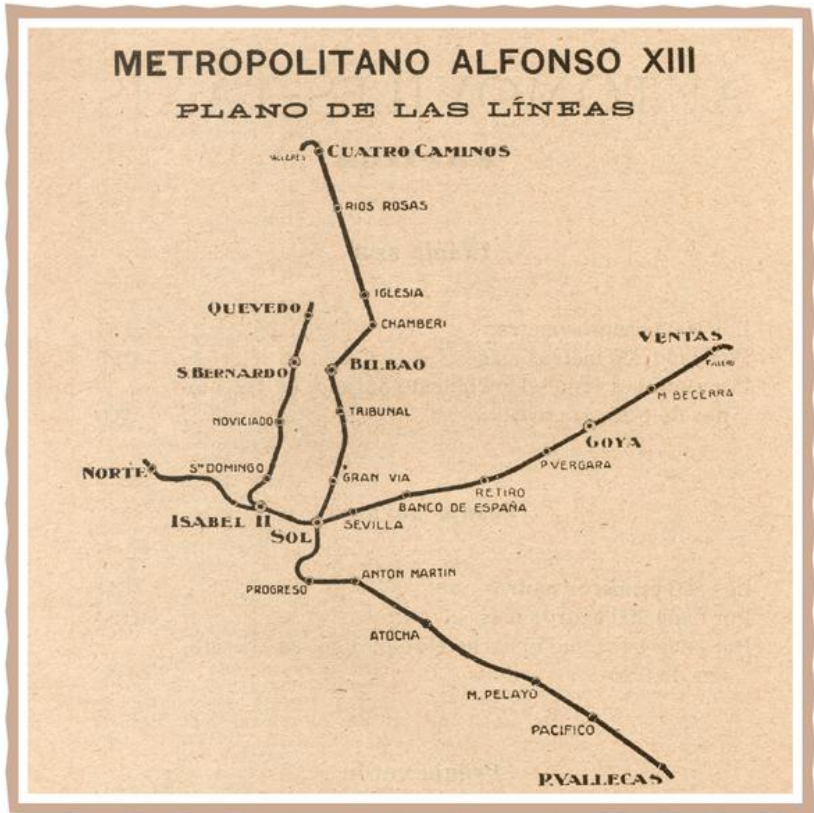 METROPOLITANO ALFONSO XIII
PLANO DE LAS LÍNEAS
TALLERES
CUATRO CAMINOS
RIOS ROSAS
IGLESIA
QUEVEDO
CHAMBERI
VENTAS
S. BERNARDO
BILBAO
M. BECERRA
TRIBUNAL
NOVICIADO
GOYA
P. VERGARA
Sto DOMINGO
NORTE
GRAN VIA
RETIRO
BANCO DE ESPAÑA
ISABEL II
SEVILLA
SOL
ANTON MARTIN
PROGRESO
ATOCHA
M. PELAYO
PACIFICO
P. VALLECAS